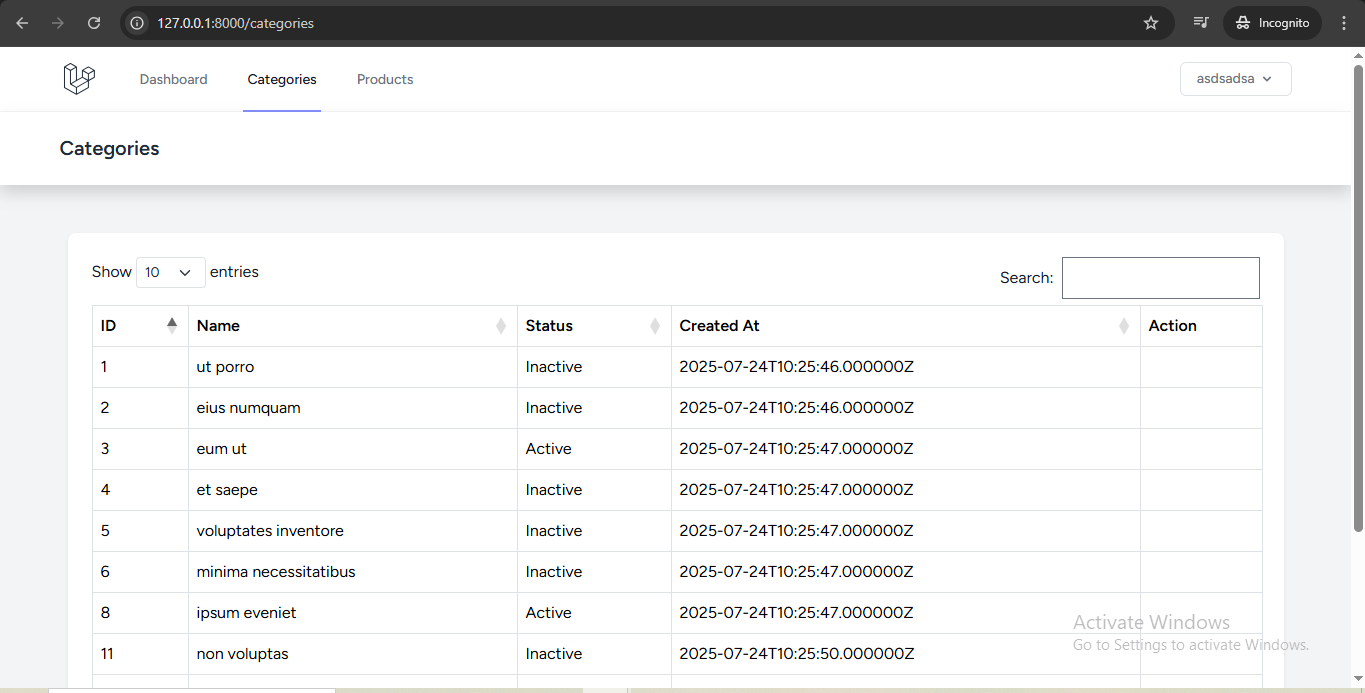 127.0.0.1:8000/categories
Incognito
Dashboard Categories Products asdsadsa
Categories
Show 10 entries Search:
ID Name Status Created At Action
1 ut porro Inactive 2025-07-24T10:25:46.000000Z
2 eius numquam Inactive 2025-07-24T10:25:46.000000Z
3 eum ut Active 2025-07-24T10:25:47.000000Z
4 et saepe Inactive 2025-07-24T10:25:47.000000Z
5 voluptates inventore Inactive 2025-07-24T10:25:47.000000Z
6 minima necessitatibus Inactive 2025-07-24T10:25:47.000000Z
8 ipsum eveniet Active 2025-07-24T10:25:47.000000Z
11 non voluptas Inactive 2025-07-24T10:25:50.000000Z
Activate Windows
Go to Settings to activate Windows.